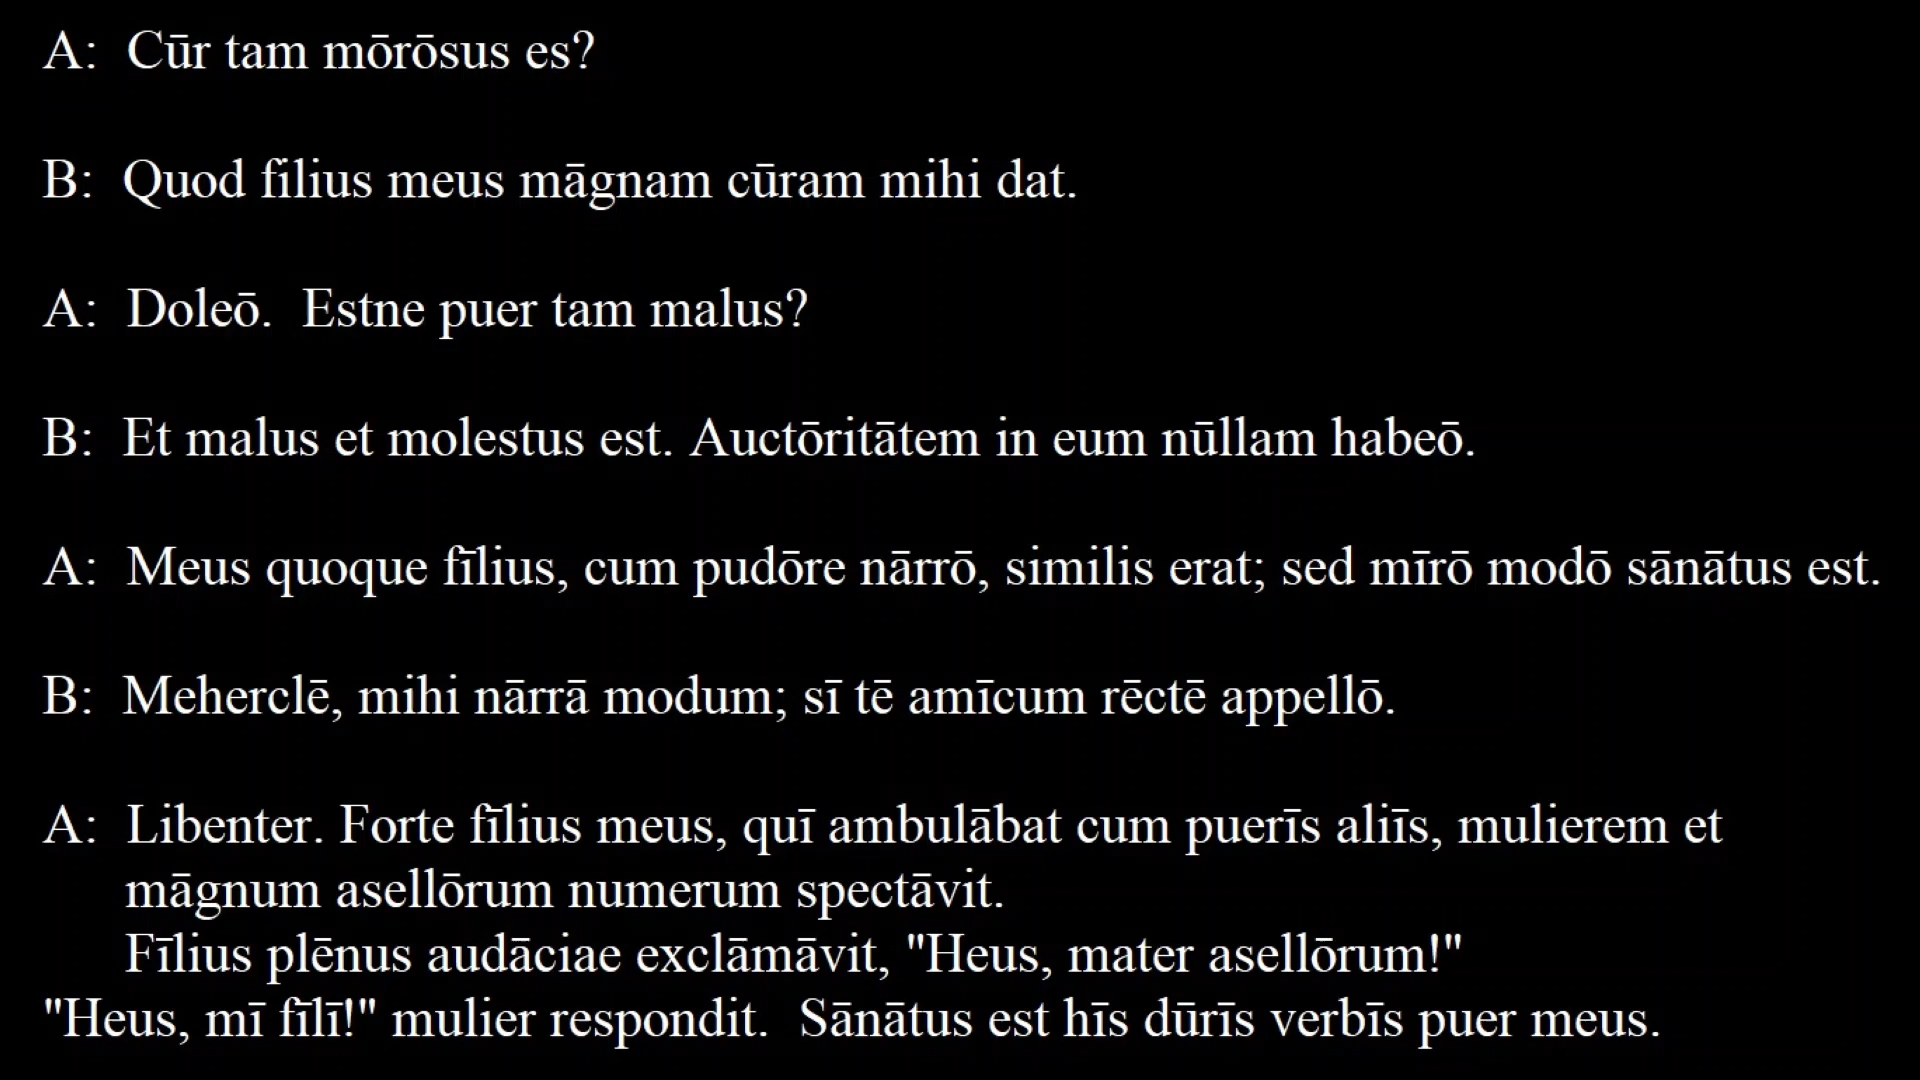 A: Cūr tam mōrōsus es?
B: Quod filius meus māgnam cūram mihi dat.
A: Doleō. Estne puer tam malus?
B: Et malus et molestus est. Auctōritātem in eum nūllam habeō.
A: Meus quoque fīlius, cum pudōre nārrō, similis erat; sed mīrō modō sānātus est.
B: Meherclē, mihi nārrā modum; sī tē amīcum rēctē appellō.
A: Libenter. Forte fīlius meus, quī ambulābat cum puerīs aliīs, mulierem et
māgnum asellōrum numerum spectāvit.
Fīlius plēnus audāciae exclāmāvit, "Heus, mater asellōrum!"
"Heus, mī fīlī!" mulier respondit. Sānātus est hīs dūrīs verbīs puer meus.